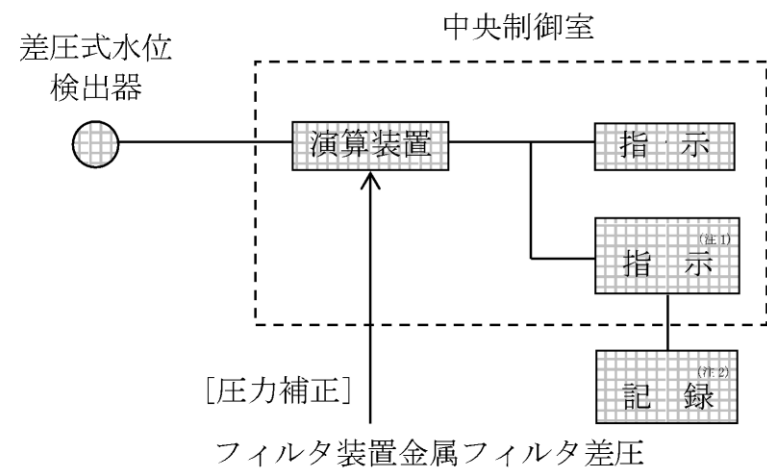 中央制御室
差圧式水位
検出器
演算装置
指 示
指 示(注1)
[圧力補正]
記 録(注2)
フィルタ装置金属フィルタ差圧